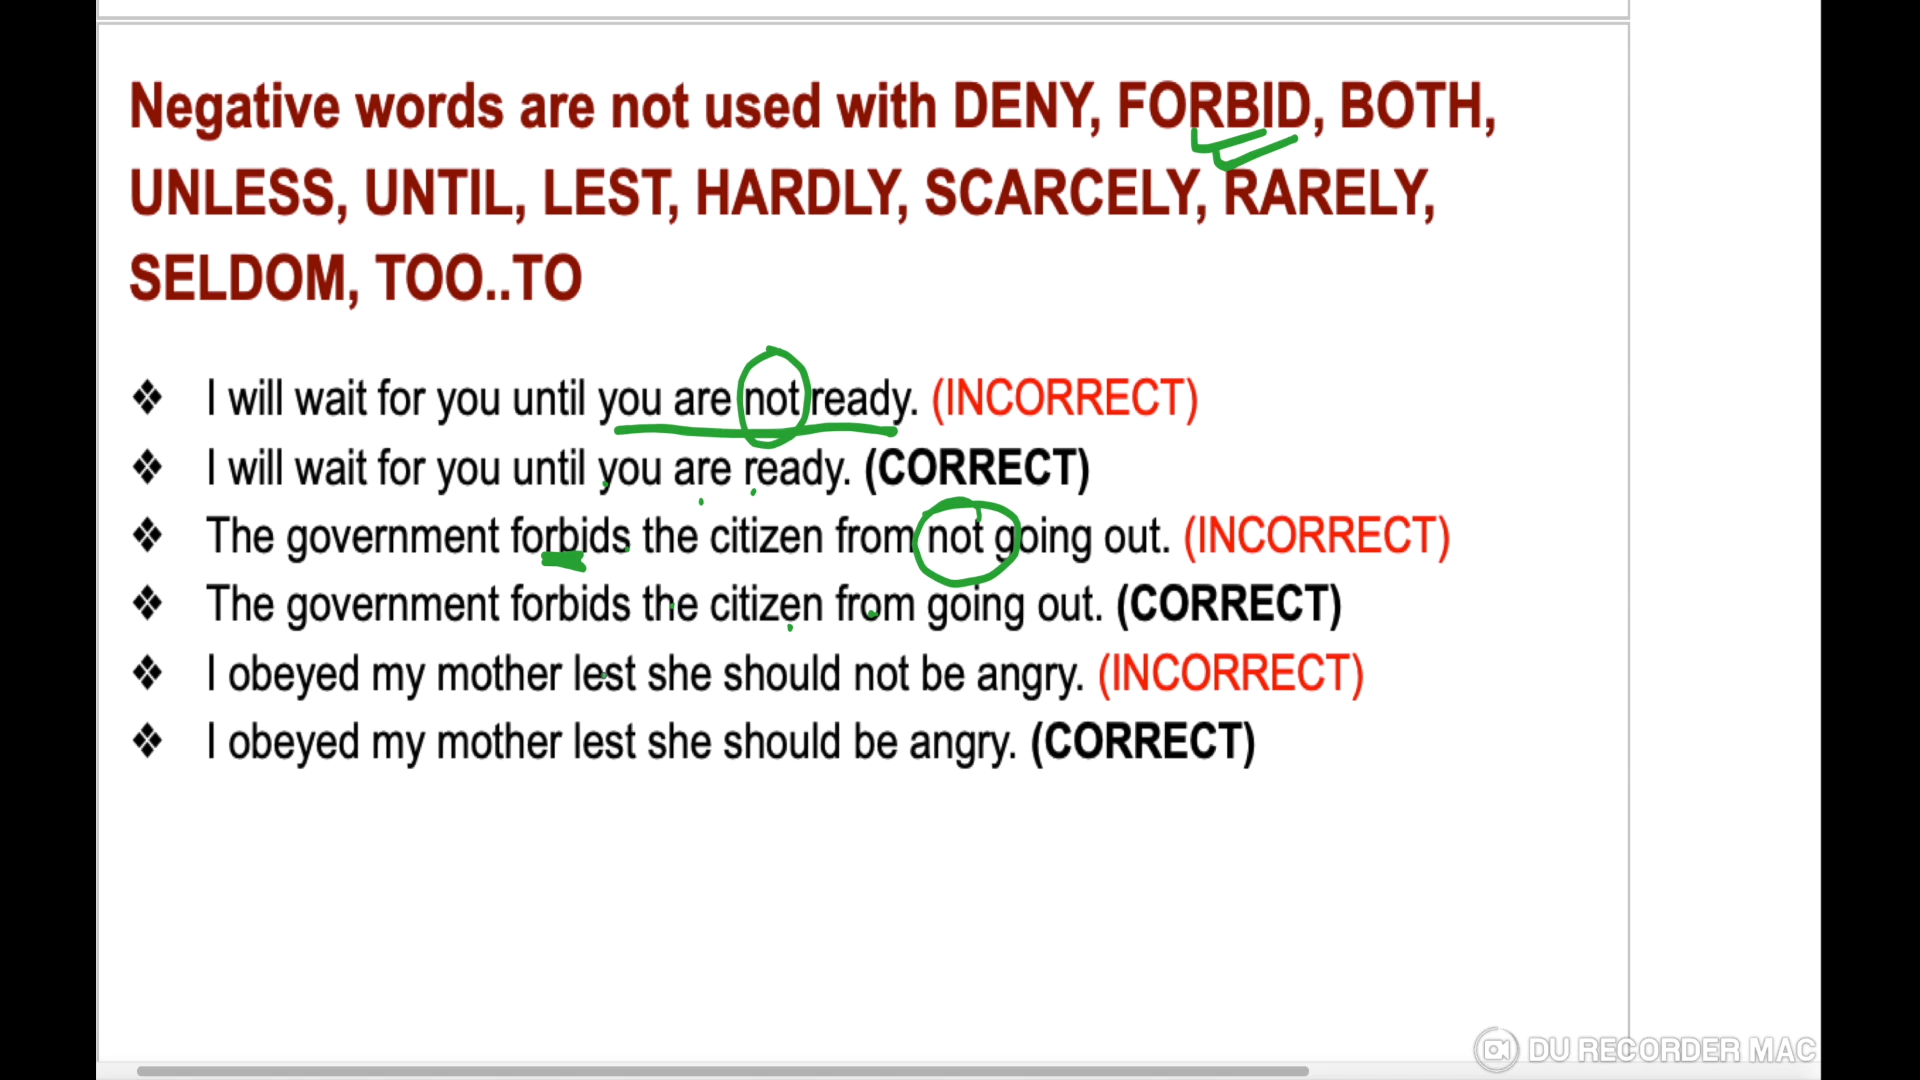 Negative words are not used with DENY, FORBID, BOTH,
UNLESS, UNTIL, LEST, HARDLY, SCARCELY, RARELY,
SELDOM, TOO..TO
❖ I will wait for you until you are not ready. (INCORRECT)
❖ I will wait for you until you are ready. (CORRECT)
❖ The government forbids the citizen from not going out. (INCORRECT)
❖ The government forbids the citizen from going out. (CORRECT)
❖ I obeyed my mother lest she should not be angry. (INCORRECT)
❖ I obeyed my mother lest she should be angry. (CORRECT)
DU RECORDER MAC